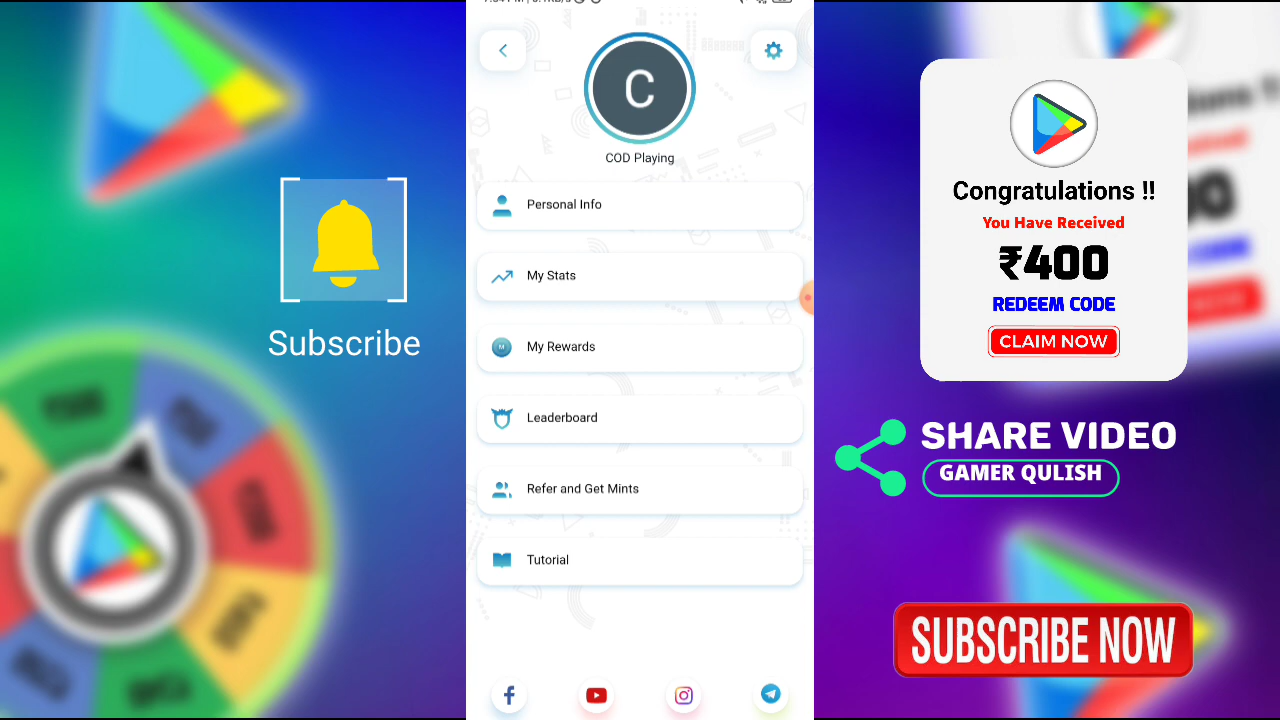 Subscribe
C
COD Playing
Personal Info
My Stats
M
My Rewards
Leaderboard
Refer and Get Mints
Tutorial
Congratulations !!
You Have Received
₹400
REDEEM CODE
CLAIM NOW
SHARE VIDEO
GAMER QULISH
SUBSCRIBE NOW